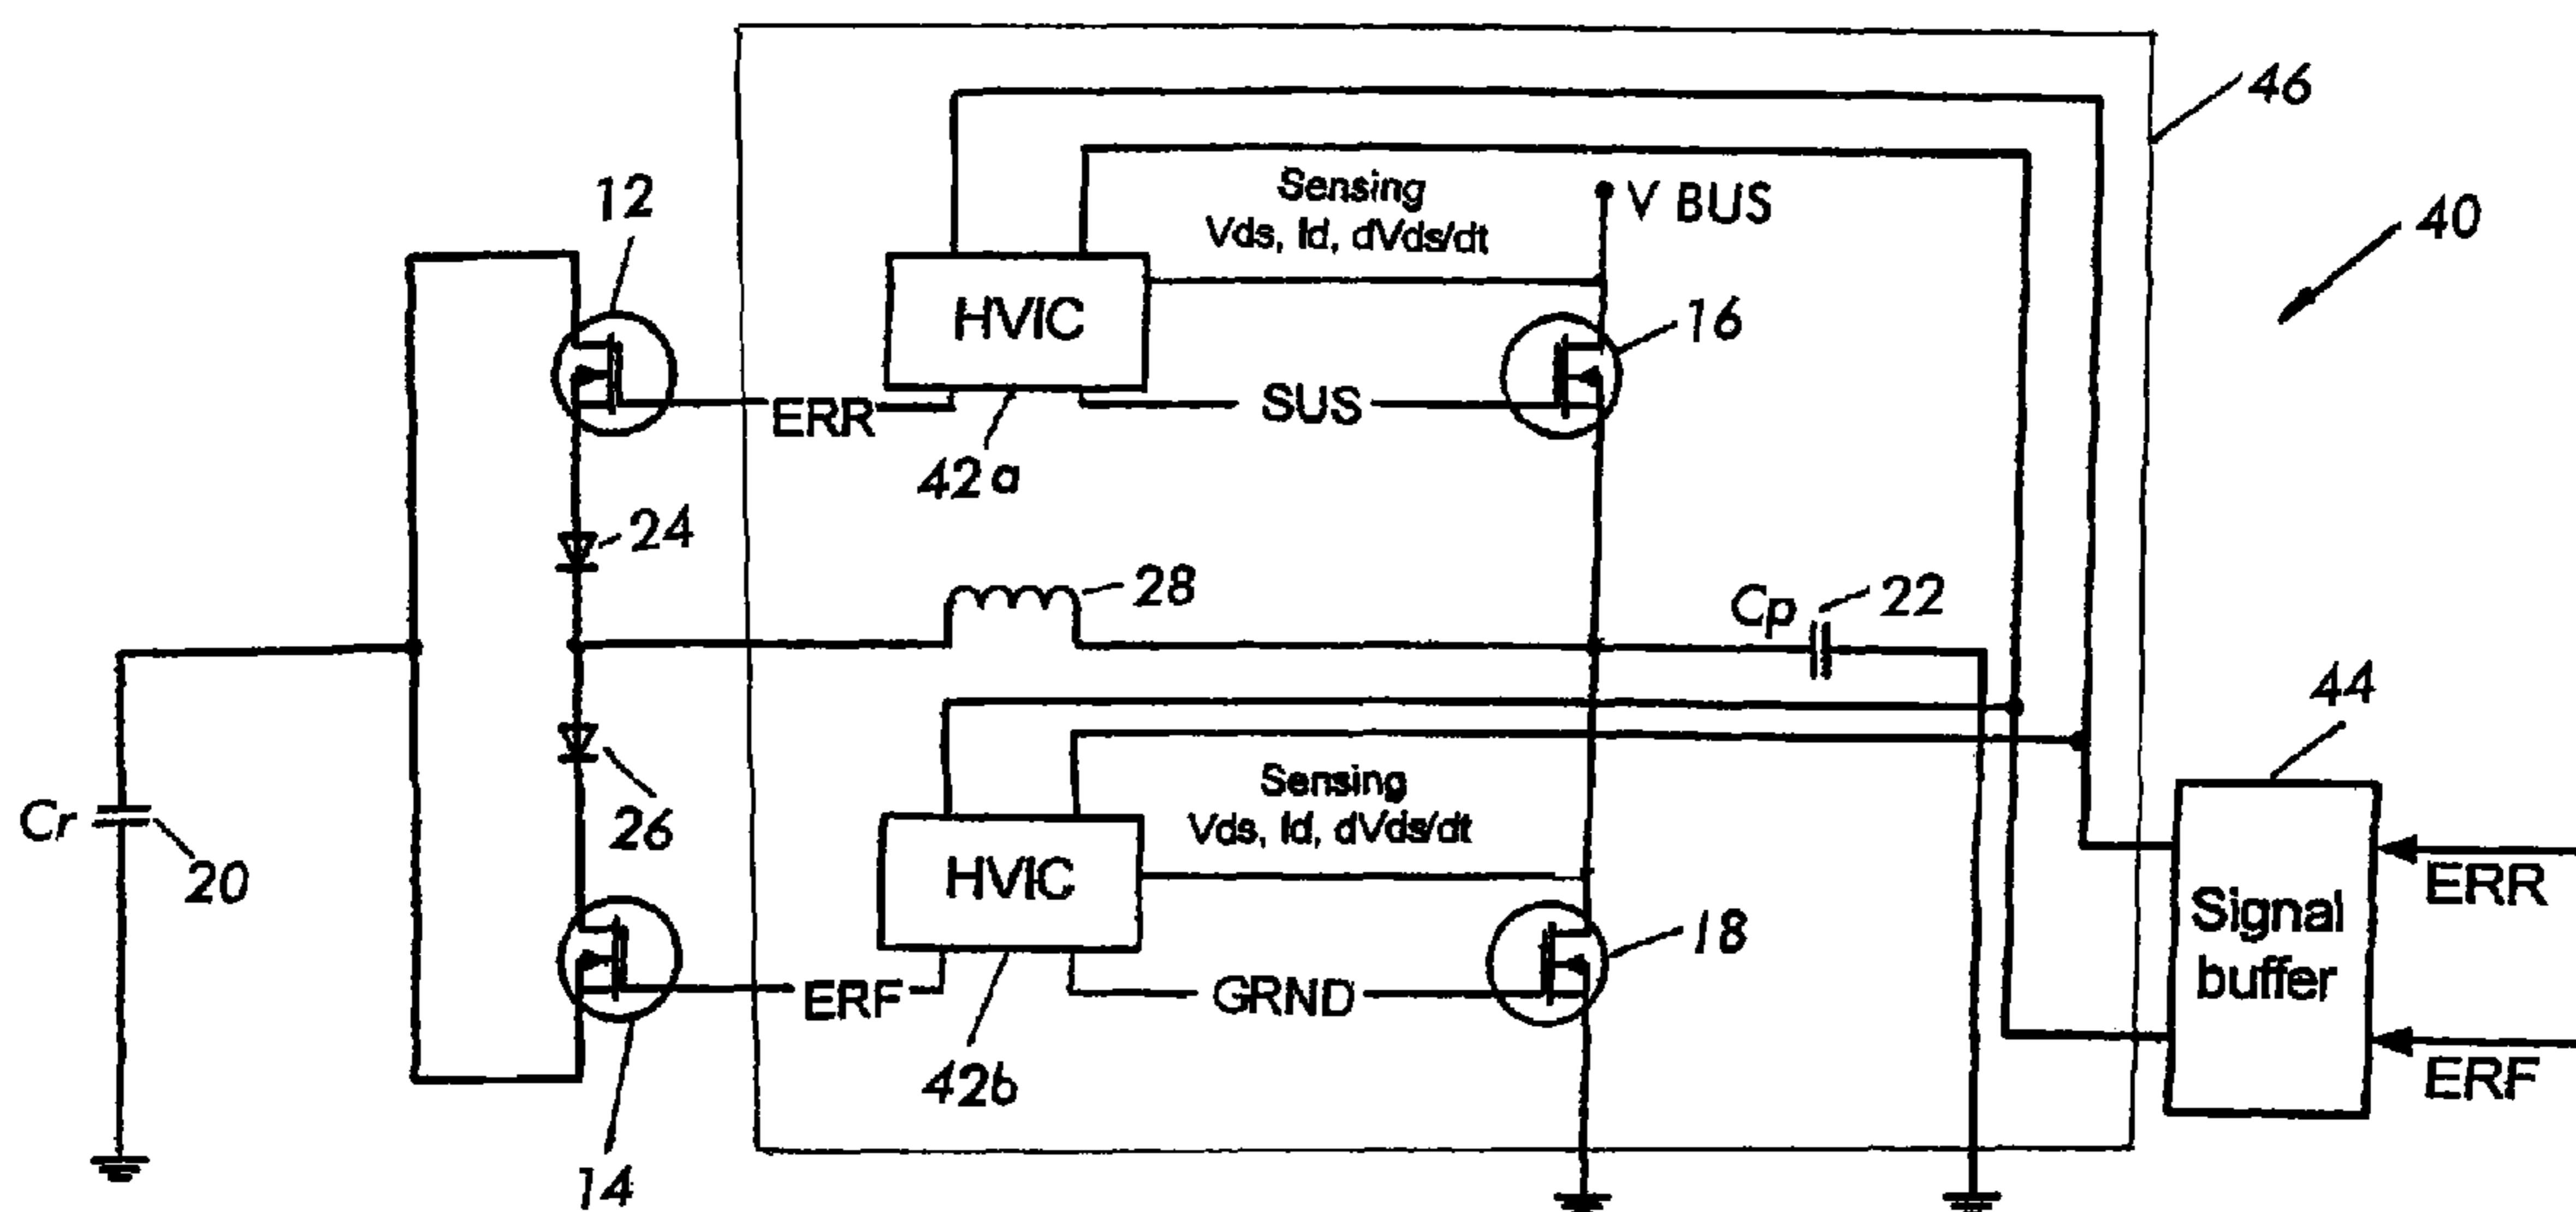 46
Sensing
Vds, Id, dVds/dt
V BUS
12
40
HVIC
16
ERR
SUS
42a
24
28
Cp
22
44
Sensing
Vds, Id, dVds/dt
Cr
20
26
HVIC
Signal
buffer
ERR
18
ERF
GRND
ERF
42b
14